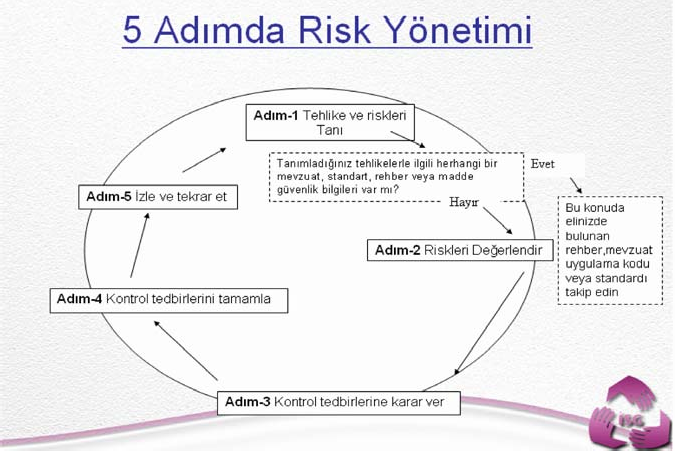 5 Adımda Risk Yönetimi
Adım-1 Tehlike ve riskleri
Tanı
Tanımladığınız tehlikelerle ilgili herhangi bir
mevzuat, standart, rehber veya madde
güvenlik bilgileri var mı?
Evet
Hayır
Bu konuda
elinizde
bulunan
rehber,mevzuat
uygulama kodu
veya standardı
takip edin
Adım-2 Riskleri Değerlendir
Adım-3 Kontrol tedbirlerine karar ver
Adım-4 Kontrol tedbirlerini tamamla
Adım-5 İzle ve tekrar et
İSG